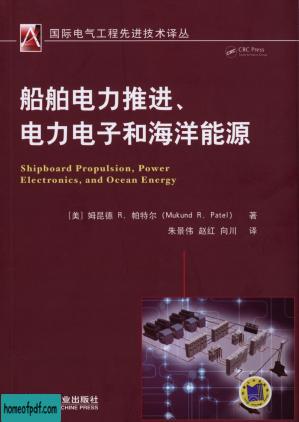 国际电气工程先进技术译丛
CRC Press
船舶电力推进、
电力电子和海洋能源
Shipboard Propulsion, Power
Electronics, and Ocean Energy
[美] 姆昆德 R. 帕特尔 (Mukund R. Patel) 著
朱景伟 赵红 向川 译
业出版社
MACHINE PRESS
homeofpdf.com